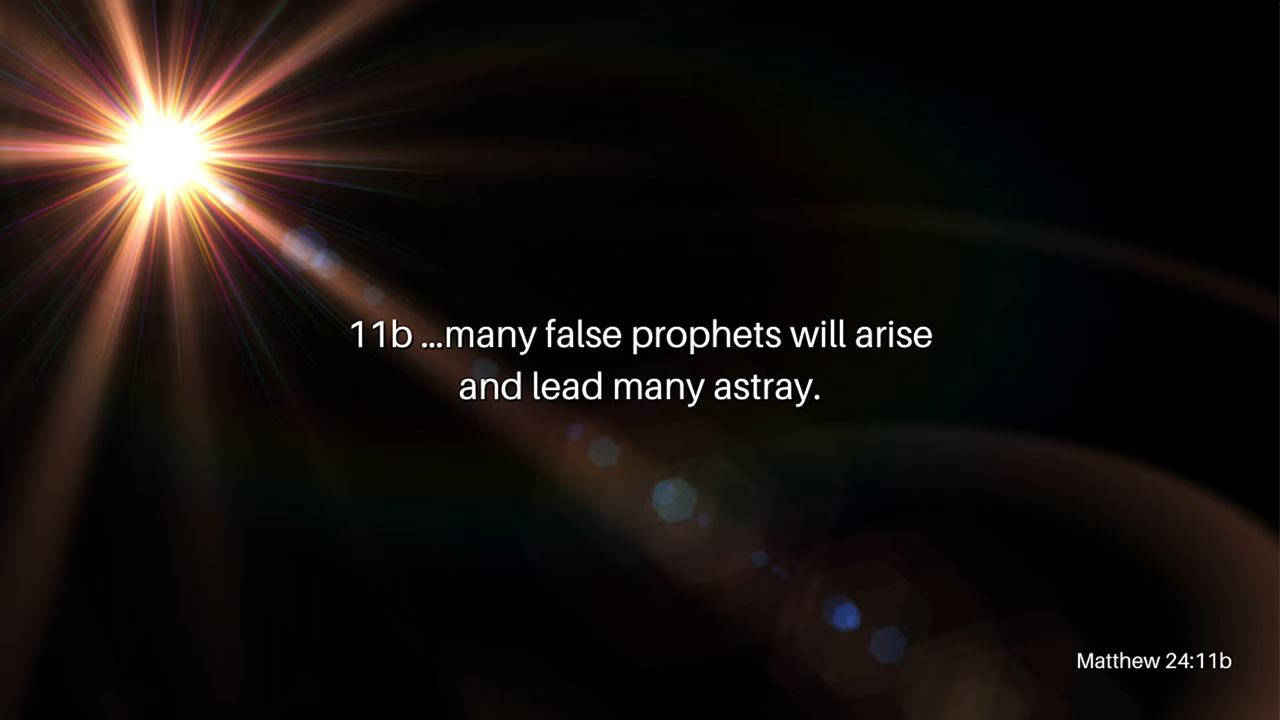 11b ...many false prophets will arise
and lead many astray.
Matthew 24:11b